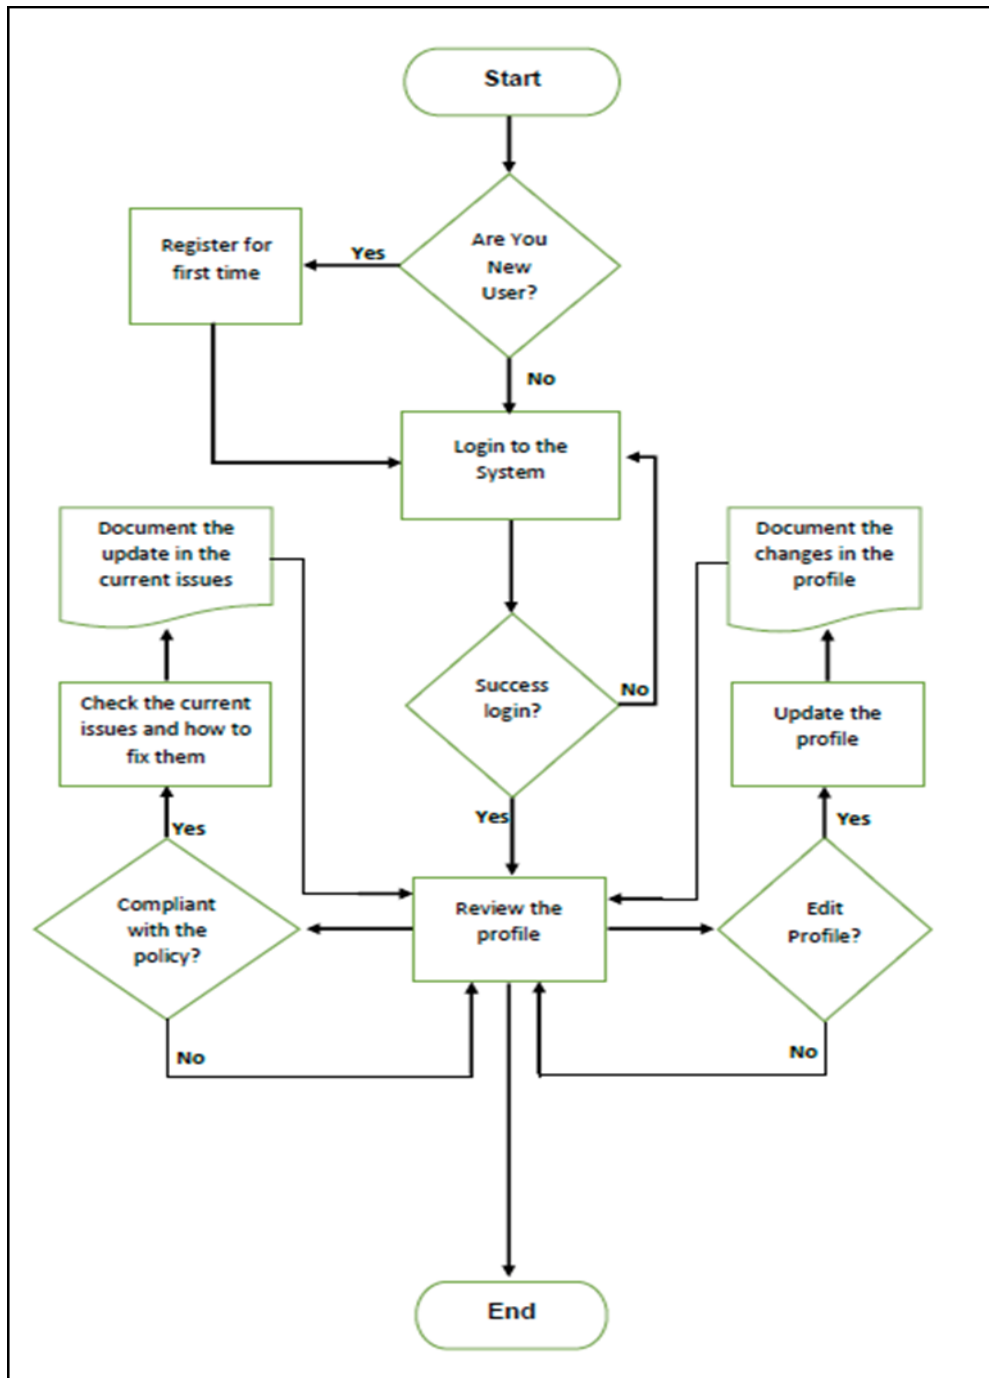 Start
Are You
New
User?
Yes
Register for
first time
No
Login to the
System
Document the
update in the
current issues
Document the
changes in the
profile
Success
login?
No
Check the current
issues and how to
fix them
Update the
profile
Yes
Yes
Yes
Compliant
with the
policy?
Review the
profile
Edit
Profile?
No
No
End